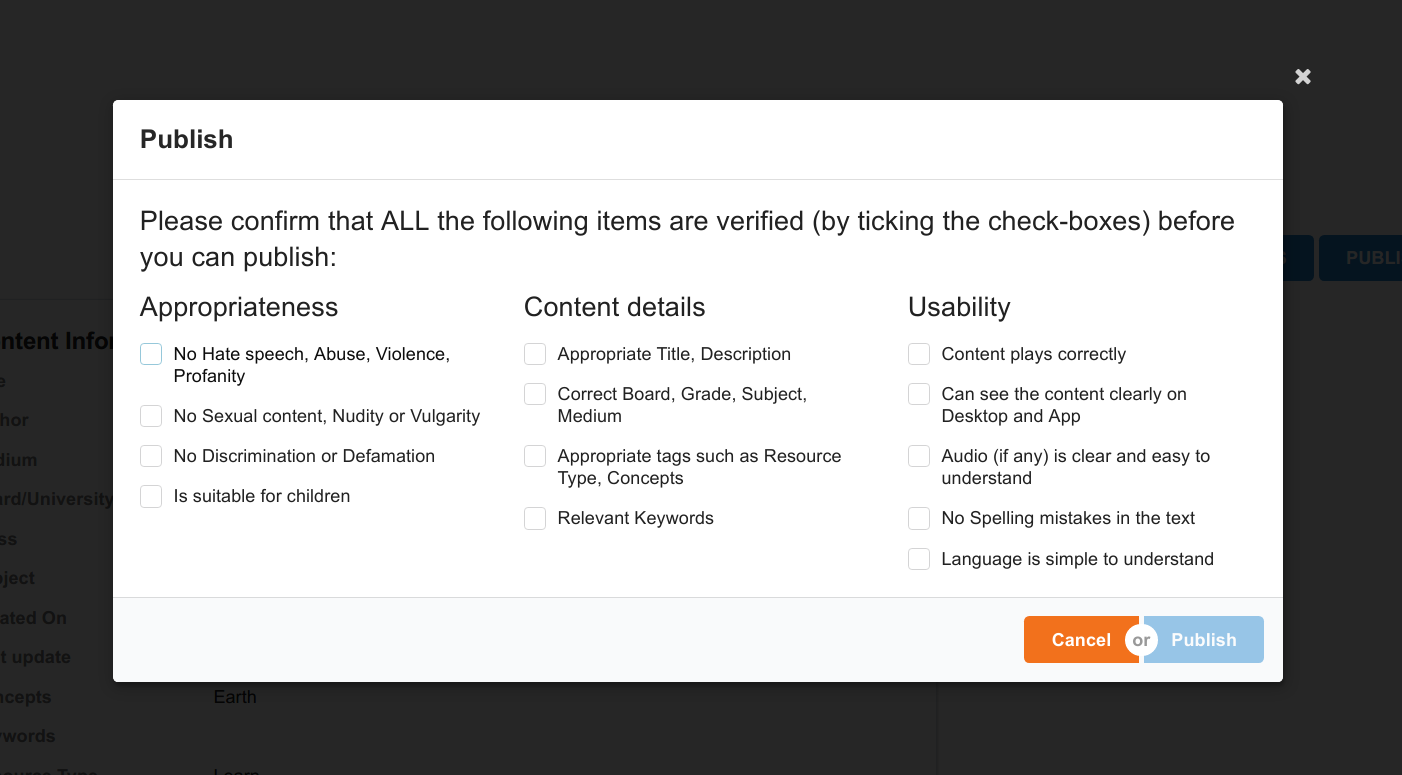 Publish
Please confirm that ALL the following items are verified (by ticking the check-boxes) before
you can publish:
Appropriateness
No Hate speech, Abuse, Violence,
Profanity
No Sexual content, Nudity or Vulgarity
No Discrimination or Defamation
Is suitable for children
Content details
Appropriate Title, Description
Correct Board, Grade, Subject,
Medium
Appropriate tags such as Resource
Type, Concepts
Relevant Keywords
Usability
Content plays correctly
Can see the content clearly on
Desktop and App
Audio (if any) is clear and easy to
understand
No Spelling mistakes in the text
Language is simple to understand
Cancel or Publish
PUBLI
ntent Infor
hor
dium
ard/University
ss
ject
ated On
t update
ncepts Earth
words